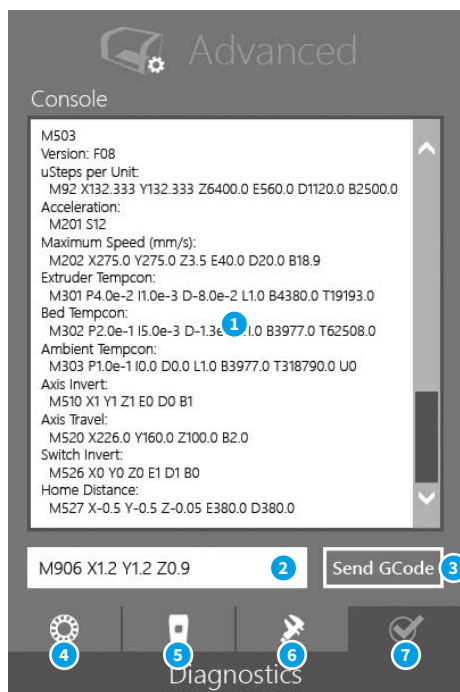 Advanced
Console
M503
Version: F08
uSteps per Unit:
M92 X132.333 Y132.333 Z6400.0 E560.0 D1120.0 B2500.0
Acceleration:
M201 S12
Maximum Speed (mm/s):
M202 X275.0 Y275.0 Z3.5 E40.0 D20.0 B18.9
Extruder Tempcon:
M301 P4.0e-2 I1.0e-3 D-8.0e-2 L1.0 B4380.0 T19193.0
Bed Tempcon:
M302 P2.0e-1 I5.0e-3 .0 B3977.0 T62508.0
1
Ambient Tempcon:
M303 P1.0e-1 I0.0 D0.0 L1.0 B3977.0 T318790.0 U0
Axis Invert:
M510 X1 Y1 Z1 E0 D0 B1
Axis Travel:
M520 X226.0 Y160.0 Z100.0 B2.0
Switch Invert:
M526 X0 Y0 Z0 E1 D1 B0
Home Distance:
M527 X-0.5 Y-0.5 Z-0.05 E380.0 D380.0
M906 X1.2 Y1.2 Z0.9 2 Send GCode 3
4 5 6 7
Diagnostics